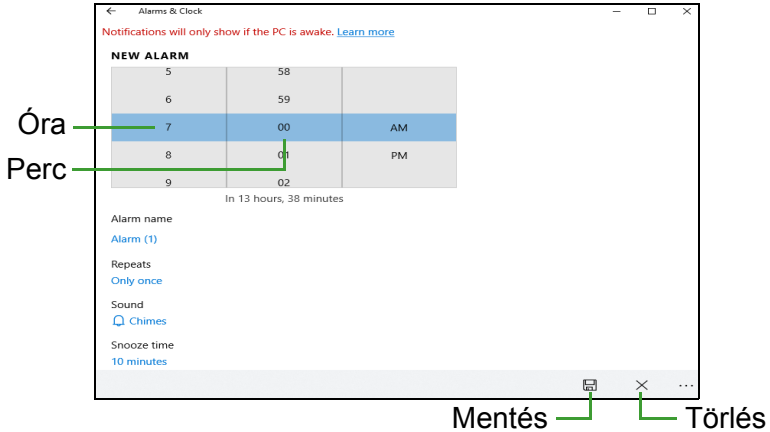 Alarms & Clock
Notifications will only show if the PC is awake. Learn more
NEW ALARM
5 58
6 59
Óra 7 00 AM
Perc 8 01 PM
9 02
In 13 hours, 38 minutes
Alarm name
Alarm (1)
Repeats
Only once
Sound
Chimes
Snooze time
10 minutes
Mentés Törlés